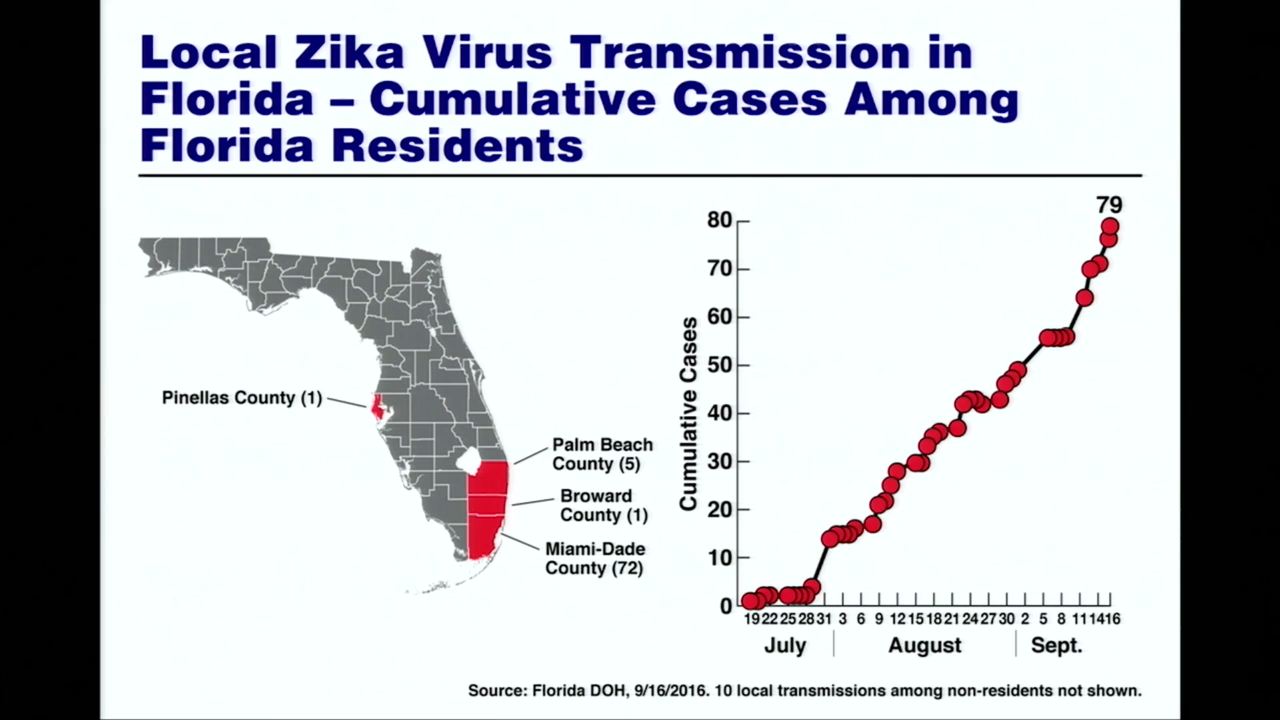 Local Zika Virus Transmission in
Florida – Cumulative Cases Among
Florida Residents
Pinellas County (1)
Palm Beach
County (5)
Broward
County (1)
Miami-Dade
County (72)
79
Cumulative Cases
80
70
60
50
40
30
20
10
0
19 22 25 28 31 3 6 9 12 15 18 21 24 27 30 2 5 8 11 14 16
July August Sept.
Source: Florida DOH, 9/16/2016. 10 local transmissions among non-residents not shown.